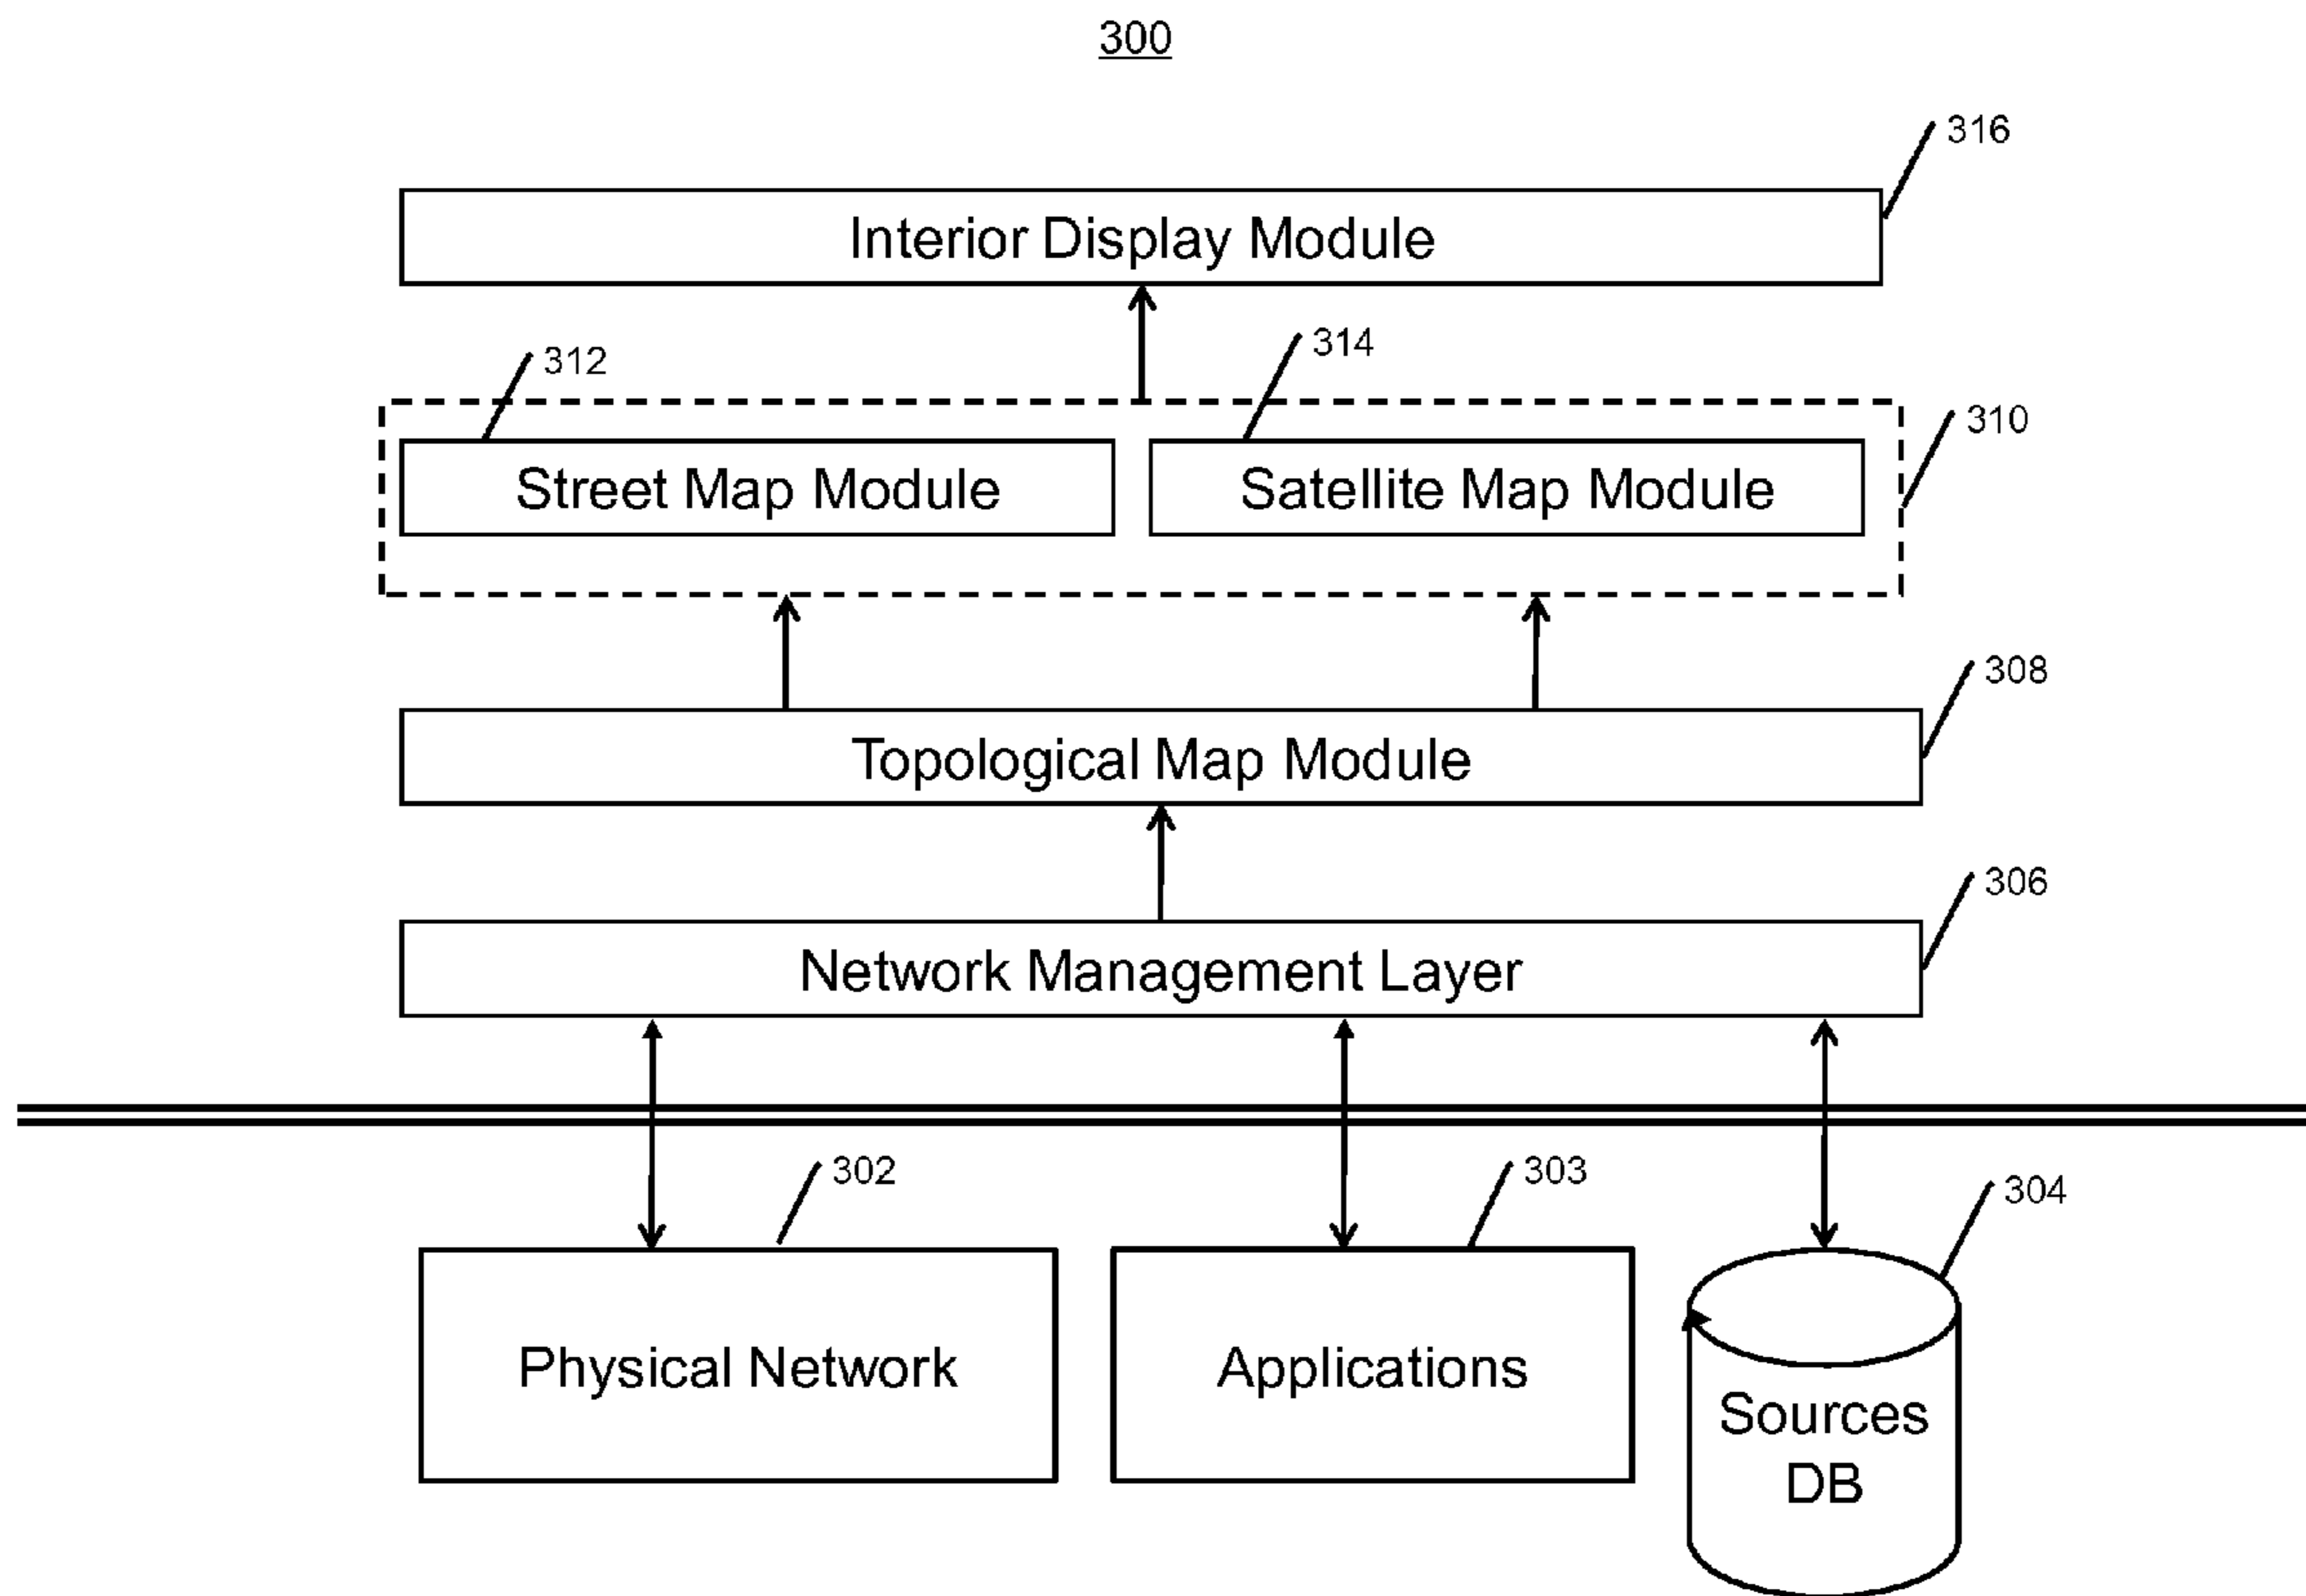 300
316
Interior Display Module
312
314
310
Street Map Module
Satellite Map Module
308
Topological Map Module
306
Network Management Layer
302
303
304
Physical Network
Applications
Sources
DB